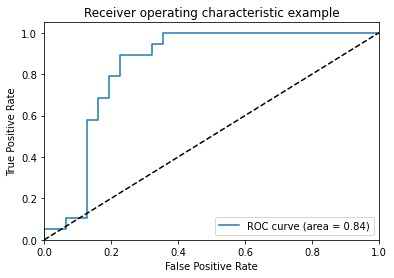 Receiver operating characteristic example
True Positive Rate
1.0
0.8
0.6
0.4
0.2
0.0
ROC curve (area = 0.84)
0.0 0.2 0.4 0.6 0.8 1.0
False Positive Rate